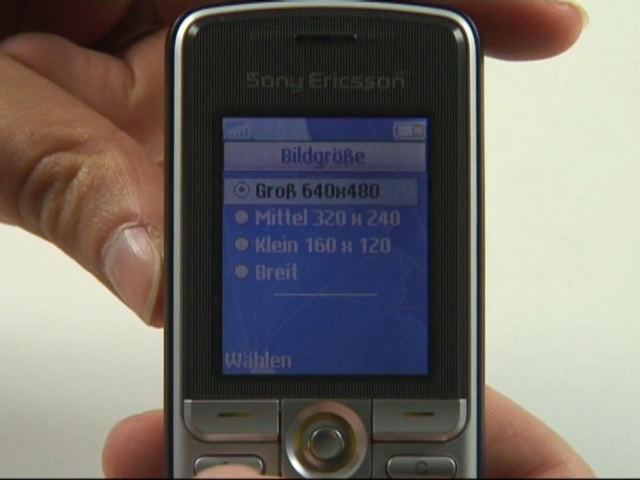 Sony Ericsson
Bildgröße
Groß 640x480
Mittel 320 x 240
Klein 160 x 120
Breit
Wählen
C